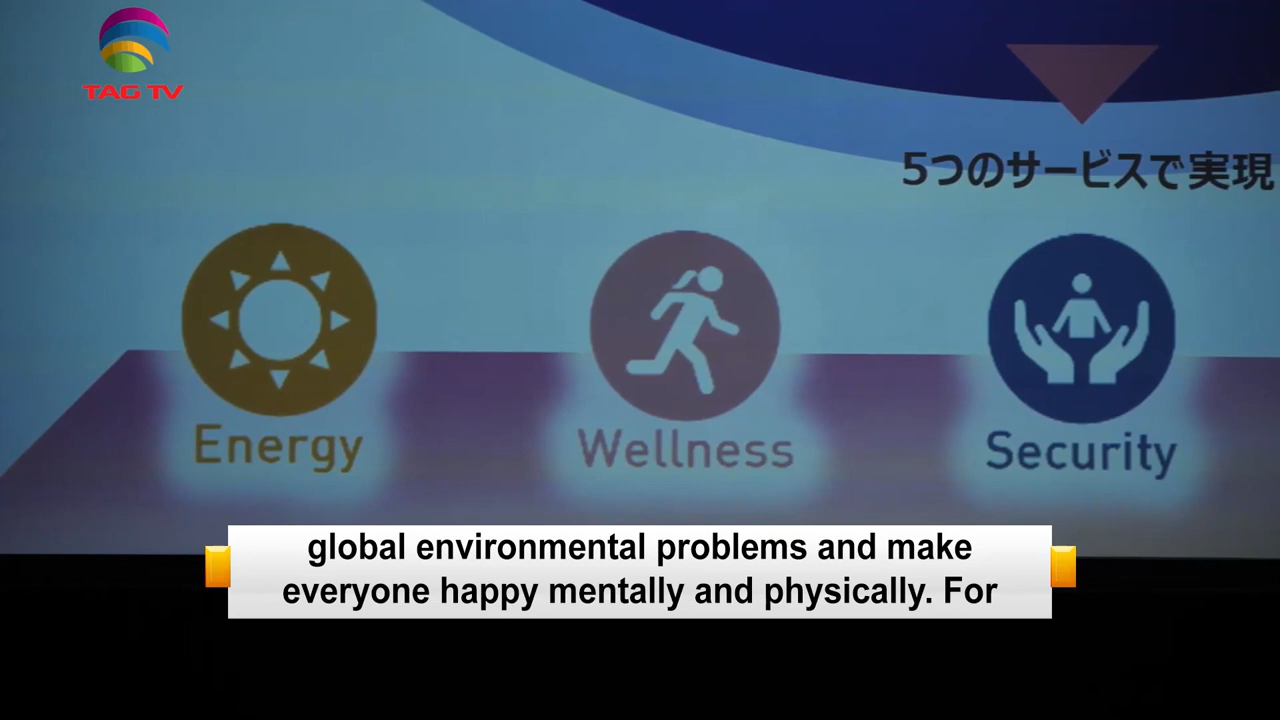 TAG TV
5つのサービスで実現
Energy
Wellness
Security
global environmental problems and make
everyone happy mentally and physically. For